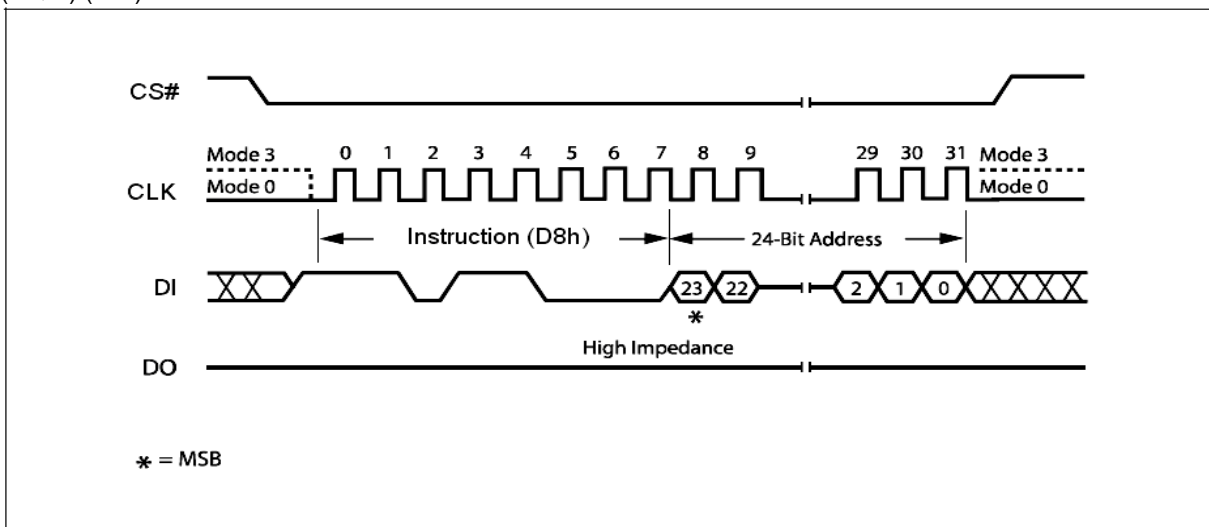 CS#
Mode 3 0 1 2 3 4 5 6 7 8 9 29 30 31 Mode 3
CLK Mode 0 Mode 0
Instruction (D8h) 24-Bit Address
DI 23 22 2 1 0
*
High Impedance
DO
* = MSB